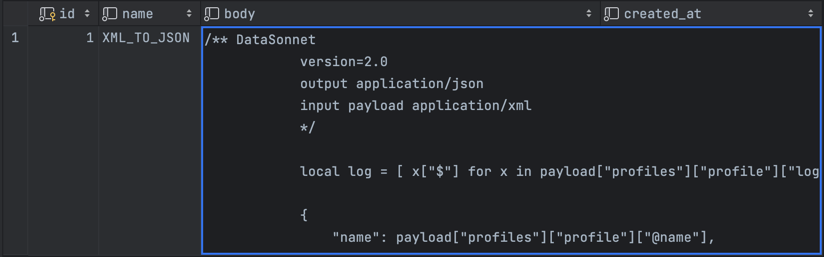 id name body created_at
1 1 XML_TO_JSON /** DataSonnet
version=2.0
output application/json
input payload application/xml
*/
local log = [ x["$"] for x in payload["profiles"]["profile"]["log
{
"name": payload["profiles"]["profile"]["@name"],